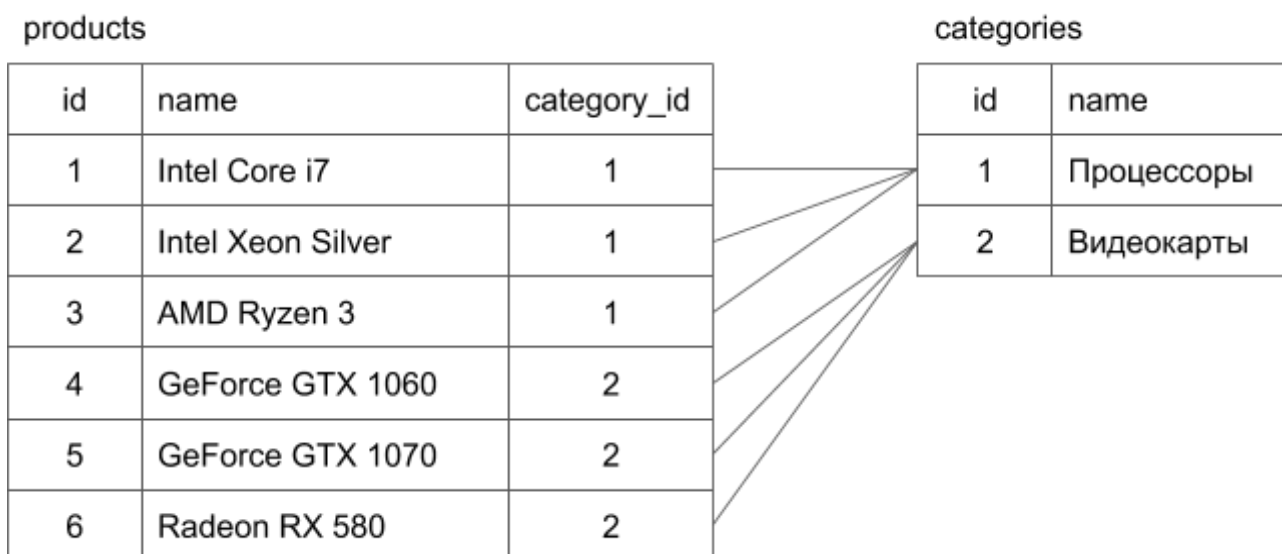 products
id name category_id
1 Intel Core i7 1
2 Intel Xeon Silver 1
3 AMD Ryzen 3 1
4 GeForce GTX 1060 2
5 GeForce GTX 1070 2
6 Radeon RX 580 2
categories
id name
1 Процессоры
2 Видеокарты